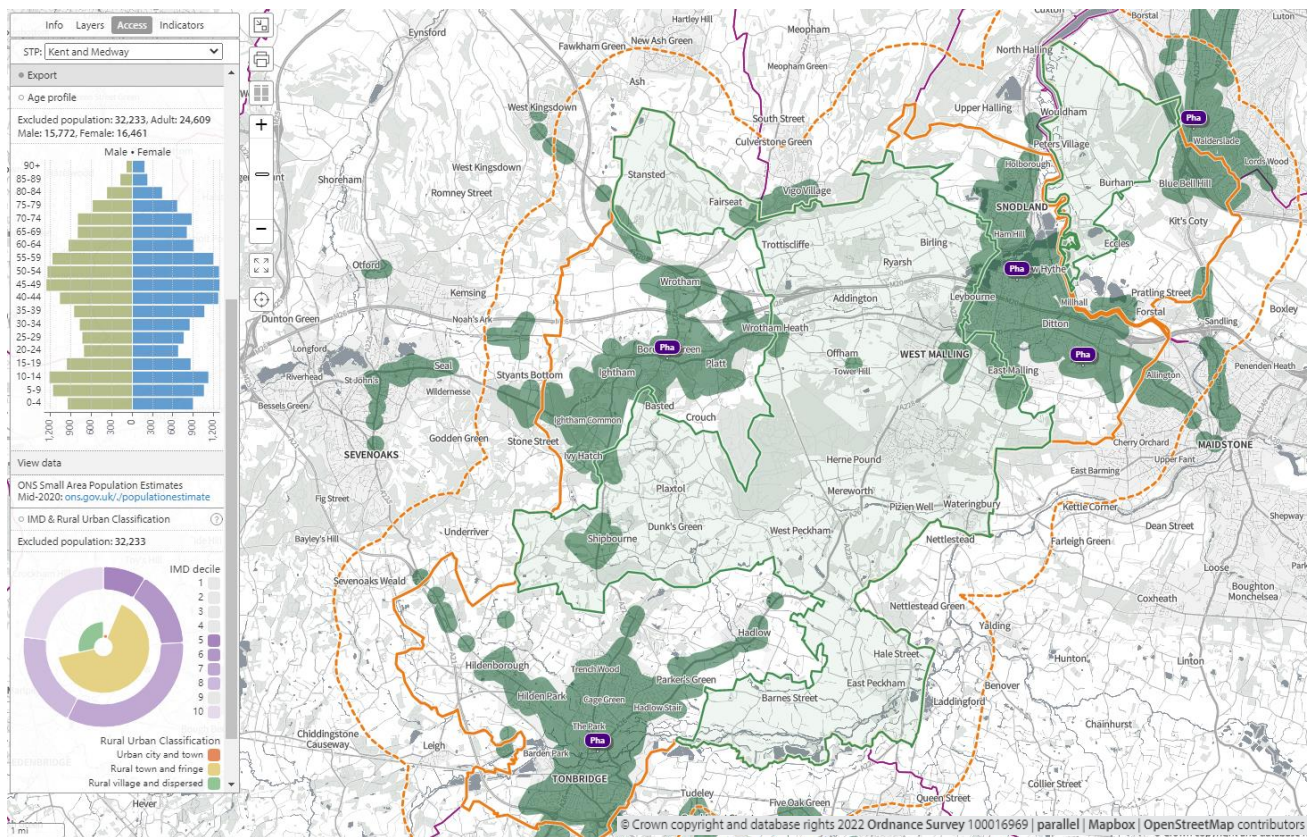 Info Layers Access Indicators
STP: Kent and Medway
Export
Age profile
Excluded population: 32,233, Adult: 24,609
Male: 15,772, Female: 16,461
Male • Female
90+
85-89
80-84
75-79
70-74
65-69
60-64
55-59
50-54
45-49
40-44
35-39
30-34
25-29
20-24
15-19
10-14
5-9
0-4
1,200 900 600 300 0 300 600 900 1,200
View data
ONS Small Area Population Estimates
Mid-2020: ons.gov.uk/./populationestimate
IMD & Rural Urban Classification ?
Excluded population: 32,233
IMD decile
1
2
3
4
5
6
7
8
9
10
Rural Urban Classification
Urban city and town
Rural town and fringe
Rural village and dispersed
1 mi
Hever
Eynsford
Hartley Hill
Fawkham Green
New Ash Green
Meopham
Meopham Green
Cuxton
Borstal
Luton
North Halling
Ash
West Kingsdown
South Street
Culverstone Green
Upper Halling
Wouldham
Pha
Walderslade
Lords Wood
Peters Village
Holborough
Shoreham
West Kingsdown
Romney Street
Stansted
Fairseat
Vigo Village
Burham
Blue Bell Hill
SNODLAND
Kit's Coty
Trottiscliffe
Birling
Ham Hill
Eccles
Otford
Ryarsh
Pha
Kemsing
Wrotham
Addington
Leybourne
Millhall
Pratling Street
Forstal
Boxley
Dunton Green
Noah's Ark
Wrotham Heath
Ditton
Sandling
Longford
Pha
Offham
Tower Hill
WEST MALLING
Pha
Penenden Heath
Riverhead
St John's
Seal
Styants Bottom
Ightham
Platt
East Malling
Allington
Bessels Green
Wildernesse
Basted
Crouch
Ightham Common
Godden Green
Stone Street
Cherry Orchard
MAIDSTONE
SEVENOAKS
Ivy Hatch
Herne Pound
East Barming
Upper Fant
Fig Street
Plaxtol
Mereworth
Pizien Well
Wateringbury
Kettle Corner
Shepway
Dean Street
Bayley's Hill
Underriver
Dunk's Green
West Peckham
Shipbourne
Nettlestead
Farleigh Green
Loose
Parkwood
Sevenoaks Weald
Boughton
Monchelsea
Coxheath
Nettlestead Green
Yalding
Hadlow
Hale Street
Hunton
Linton
Hildenborough
Trench Wood
Parker's Green
East Peckham
Benover
Hilden Park
Cage Green
Hadlow Stair
Barnes Street
Laddingford
The Park
Chainhurst
Chiddingstone
Causeway
Leigh
Pha
Barden Park
TONBRIDGE
Collier Street
Tudeley
Five Oak Green
Queen Street
© Crown copyright and database rights 2022 Ordnance Survey 100016969 | parallel | Mapbox | OpenStreetMap contributors